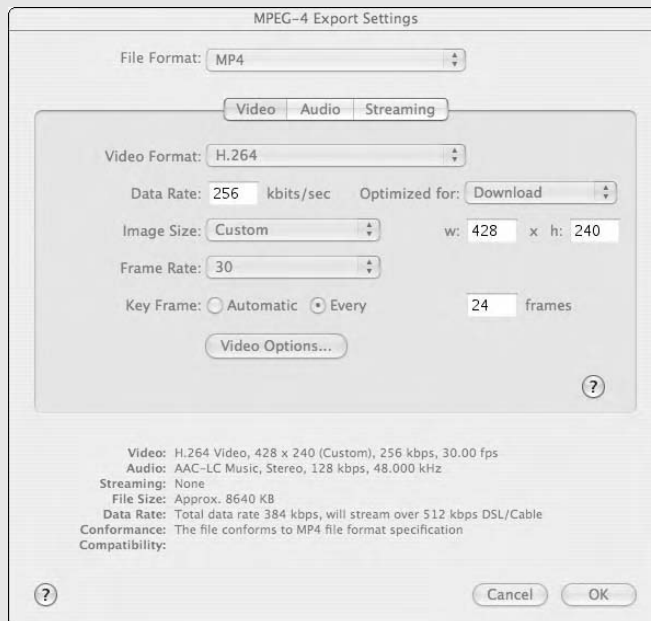 MPEG-4 Export Settings
File Format: MP4
Video Audio Streaming
Video Format: H.264
Data Rate: 256 kbits/sec Optimized for: Download
Image Size: Custom w: 428 x h: 240
Frame Rate: 30
Key Frame: Automatic Every 24 frames
Video Options...
?
Video: H.264 Video, 428 x 240 (Custom), 256 kbps, 30.00 fps
Audio: AAC-LC Music, Stereo, 128 kbps, 48.000 kHz
Streaming: None
File Size: Approx. 8640 KB
Data Rate: Total data rate 384 kbps, will stream over 512 kbps DSL/Cable
Conformance: The file conforms to MP4 file format specification
Compatibility:
? Cancel OK